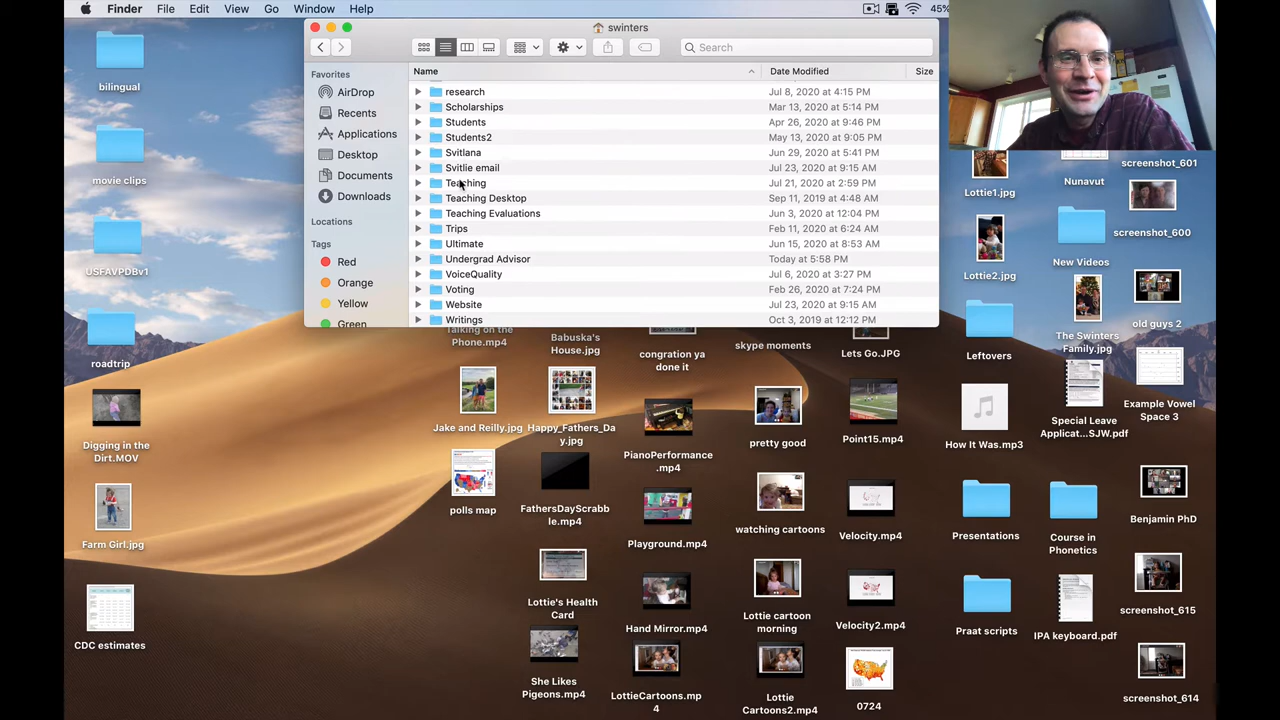 Finder File Edit View Go Window Help
45%
swinters
Search
Favorites
AirDrop
Recents
Applications
Desktop
Documents
Downloads
Locations
Tags
Red
Orange
Yellow
Green
Name Date Modified Size
research Jul 8, 2020 at 4:15 PM
Scholarships Mar 13, 2020 at 5:14 PM
Students Apr 26, 2020 at 9:46 PM
Students2 May 13, 2020 at 9:05 PM
Svitlana Jun 29, 2020 at 5:41 PM
Svitlie email Jul 23, 2020 at 9:15 AM
Teaching Jul 21, 2020 at 2:59 PM
Teaching Desktop Sep 11, 2019 at 4:48 AM
Teaching Evaluations Jun 3, 2020 at 12:04 PM
Trips Feb 11, 2020 at 6:24 AM
Ultimate Jun 15, 2020 at 8:53 AM
Undergrad Advisor Today at 5:58 PM
VoiceQuality Jul 6, 2020 at 3:27 PM
Voting Feb 26, 2020 at 7:24 PM
Website Jul 23, 2020 at 9:15 AM
Writings Oct 3, 2019 at 12:12 PM
bilingual
movie clips
USFAVPDBv1
roadtrip
Digging in the
Dirt.MOV
Farm Girl.jpg
CDC estimates
Talking on the
Phone.mp4
Jake and Reilly.jpg
polls map
Lottie's Health
Card
She Likes
Pigeons.mp4
Babuska's
House.jpg
Happy_Fathers_Da
y.jpg
FathersDayScrabb
le.mp4
congration ya
done it
PianoPerformance
.mp4
Playground.mp4
Hand Mirror.mp4
LottieCartoons.mp
4
skype moments
pretty good
watching cartoons
Lottie cartoon
morning
Lottie
Cartoons2.mp4
Lets Go.JPG
Point15.mp4
Velocity.mp4
Velocity2.mp4
0724
Lottie1.jpg
Lottie2.jpg
Leftovers
How It Was.mp3
Presentations
Praat scripts
Nunavut
New Videos
The Swinters
Family.jpg
Special Leave
Applicat...SJW.pdf
Course in
Phonetics
IPA keyboard.pdf
screenshot_601
screenshot_600
old guys 2
Example Vowel
Space 3
Benjamin PhD
screenshot_615
screenshot_614